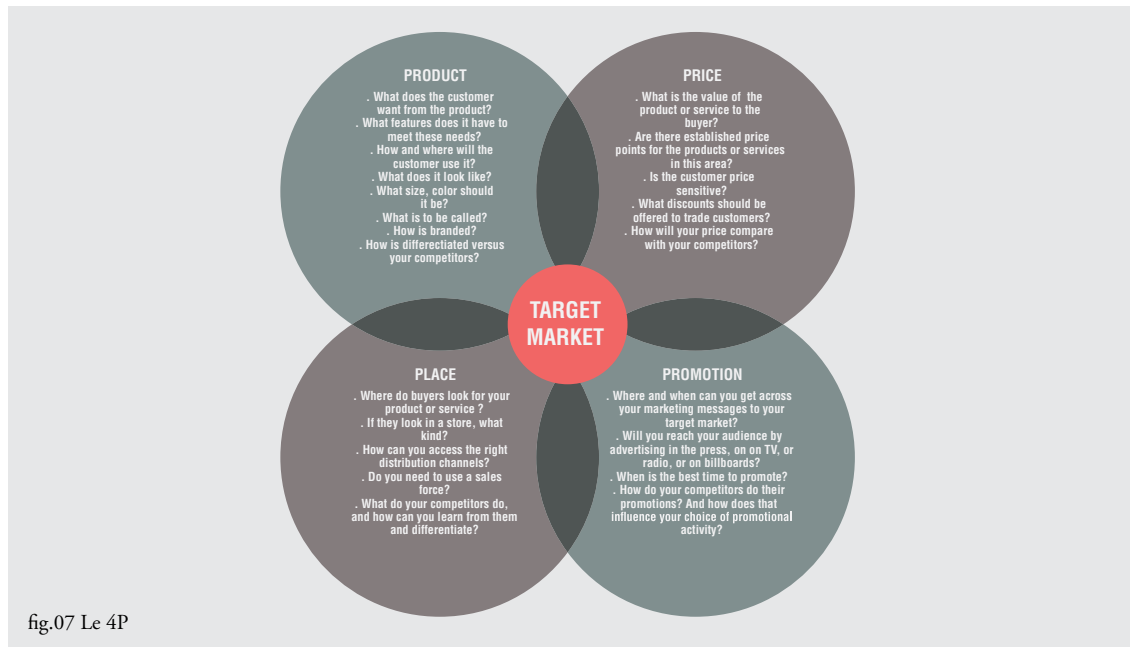 PRODUCT
. What does the customer
want from the product?
. What features does it have to
meet these needs?
. How and where will the
customer use it?
. What does it look like?
. What size, color should
it be?
. What is to be called?
. How is branded?
. How is differectiated versus
your competitors?
PRICE
. What is the value of  the
product or service to the
buyer?
. Are there established price
points for the products or services
in this area?
. Is the customer price
sensitive?
. What discounts should be
offered to trade customers?
. How will your price compare
with your competitors?
TARGET
MARKET
PLACE
. Where do buyers look for your
product or service ?
. If they look in a store, what
kind?
. How can you access the right
distribution channels?
. Do you need to use a sales
force?
. What do your competitors do,
and how can you learn from them
and differentiate?
PROMOTION
. Where and when can you get across
your marketing messages to your
target market?
. Will you reach your audience by
advertising in the press, on on TV, or
radio, or on billboards?
. When is the best time to promote?
. How do your competitors do their
promotions? And how does that
influence your choice of promotional
activity?
fig.07 Le 4P